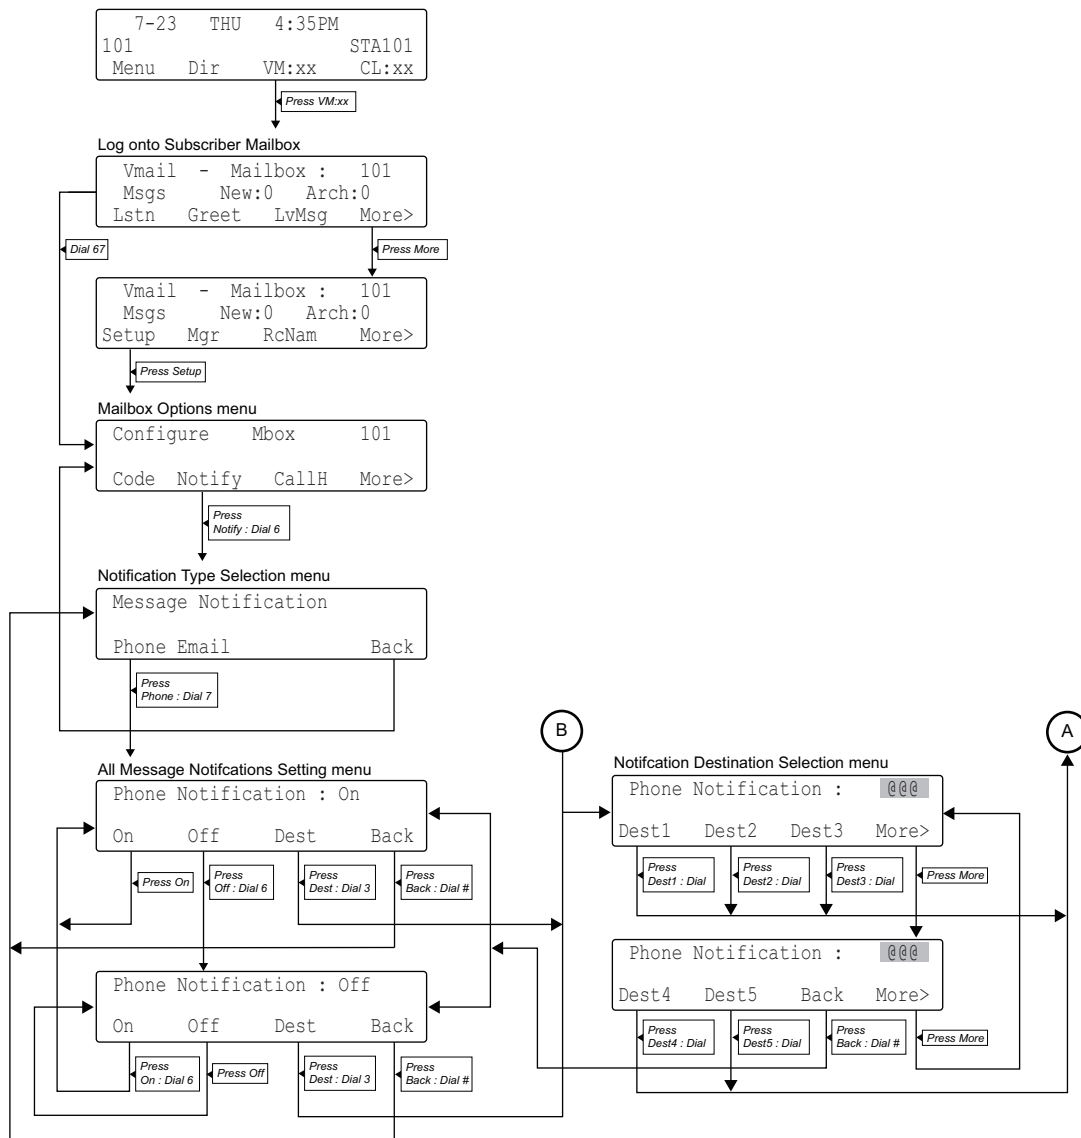 7-23 THU 4:35PM
101 STA101
Menu Dir VM:xx CL:xx
Press VM:xx
Log onto Subscriber Mailbox
Vmail - Mailbox : 101
Msgs New:0 Arch:0
Lstn Greet LvMsg More>
Dial 67
Press More
Vmail - Mailbox : 101
Msgs New:0 Arch:0
Setup Mgr RcNam More>
Press Setup
Mailbox Options menu
Configure Mbox 101
Code Notify CallH More>
Press
Notify : Dial 6
Notification Type Selection menu
Message Notification
Phone Email Back
Press
Phone : Dial 7
All Message Notifcations Setting menu
Phone Notification : On
On Off Dest Back
Press On
Press
Off : Dial 6
Press
Dest : Dial 3
Press
Back : Dial #
Phone Notification : Off
On Off Dest Back
Press
On : Dial 6
Press Off
Press
Dest : Dial 3
Press
Back : Dial #
B
A
Notifcation Destination Selection menu
Phone Notification : @@@
Dest1 Dest2 Dest3 More>
Press
Dest1 : Dial
Press
Dest2 : Dial
Press
Dest3 : Dial
Press More
Phone Notification : @@@
Dest4 Dest5 Back More>
Press
Dest4 : Dial
Press
Dest5 : Dial
Press
Back : Dial #
Press More